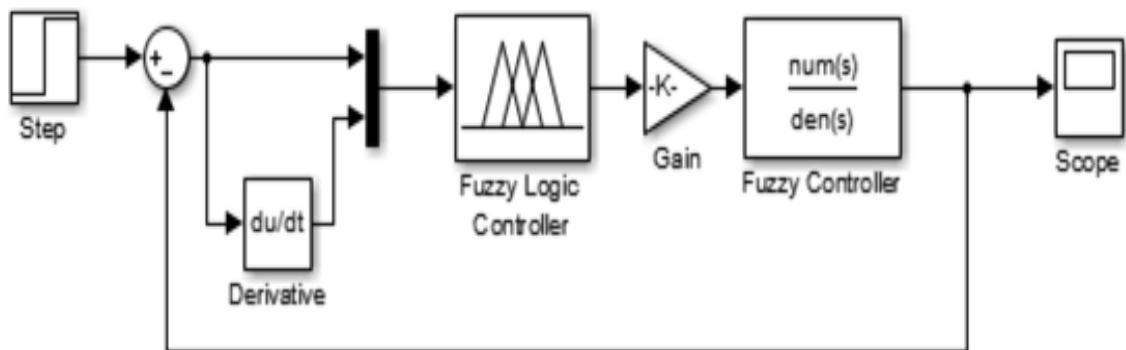 Step
+
-
du/dt
Derivative
Fuzzy Logic
Controller
-K-
Gain
num(s)
den(s)
Fuzzy Controller
Scope